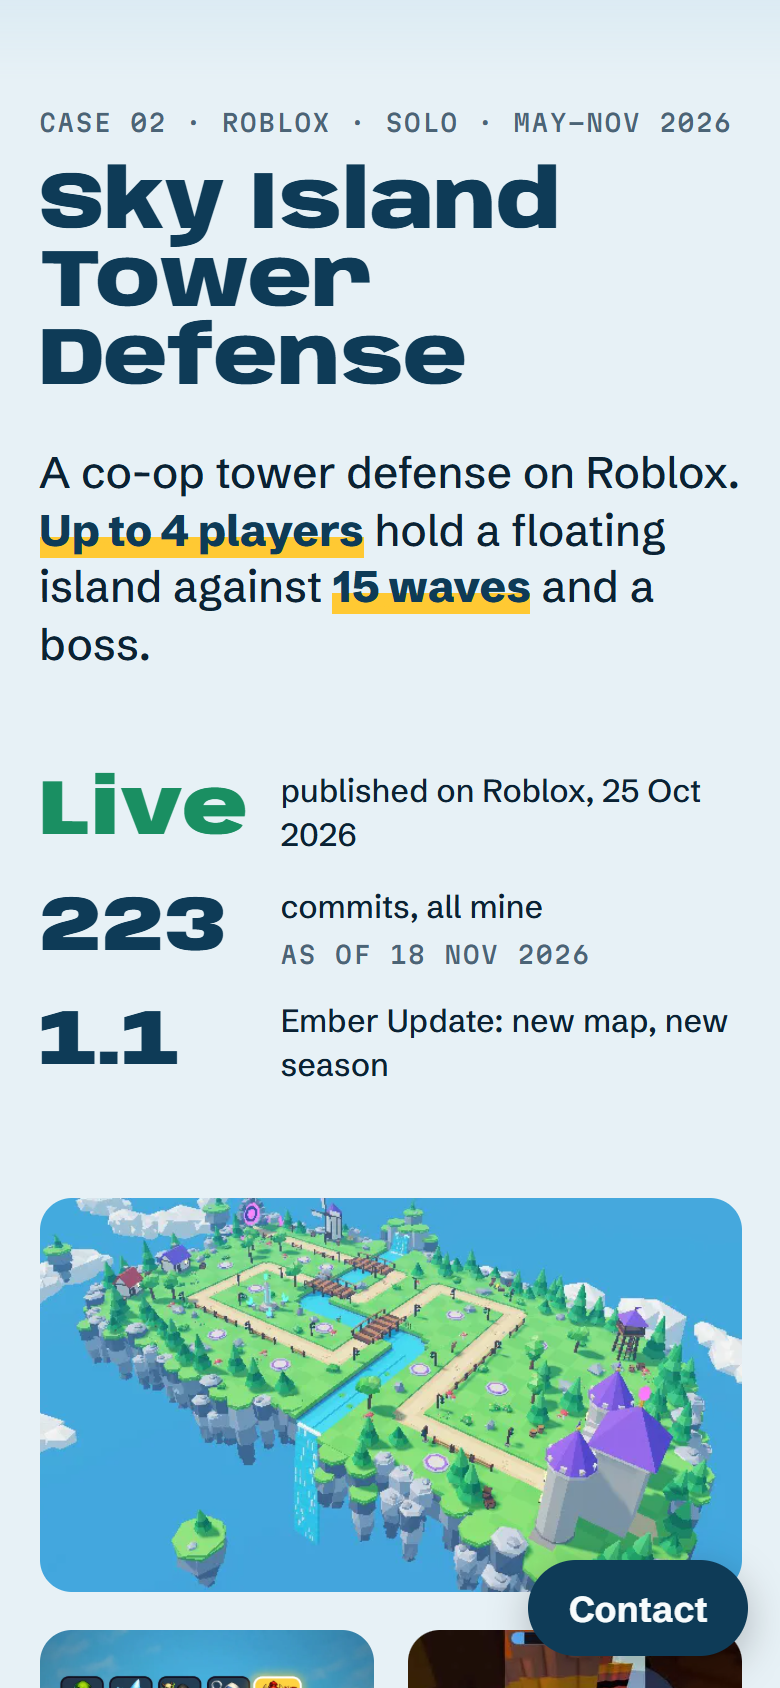 CASE 02 · ROBLOX · SOLO · MAY–NOV 2026
Sky Island
Tower
Defense
A co-op tower defense on Roblox.
Up to 4 players hold a floating
island against 15 waves and a
boss.
Live
published on Roblox, 25 Oct
2026
223
commits, all mine
AS OF 18 NOV 2026
1.1
Ember Update: new map, new
season
Contact